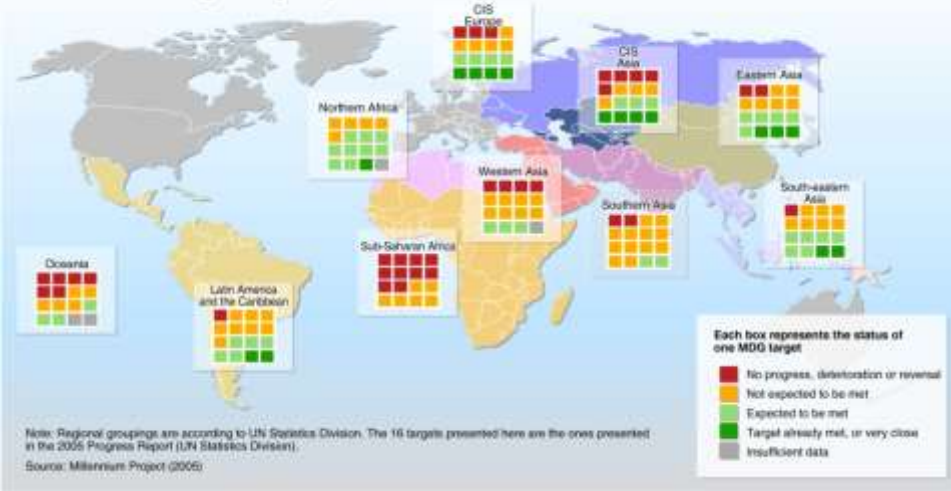 CIS
Europe
CIS
Asia
Eastern Asia
Northern Africa
Western Asia
South-eastern
Asia
Southern Asia
Sub-Saharan Africa
Oceania
Latin America
and the Caribbean
Each box represents the status of
one MDG target
No progress, deterioration or reversal
Not expected to be met
Expected to be met
Target already met, or very close
Insufficient data
Note: Regional groupings are according to UN Statistics Division. The 16 targets presented here are the ones presented
in the 2005 Progress Report (UN Statistics Division).
Source: Millennium Project (2005)